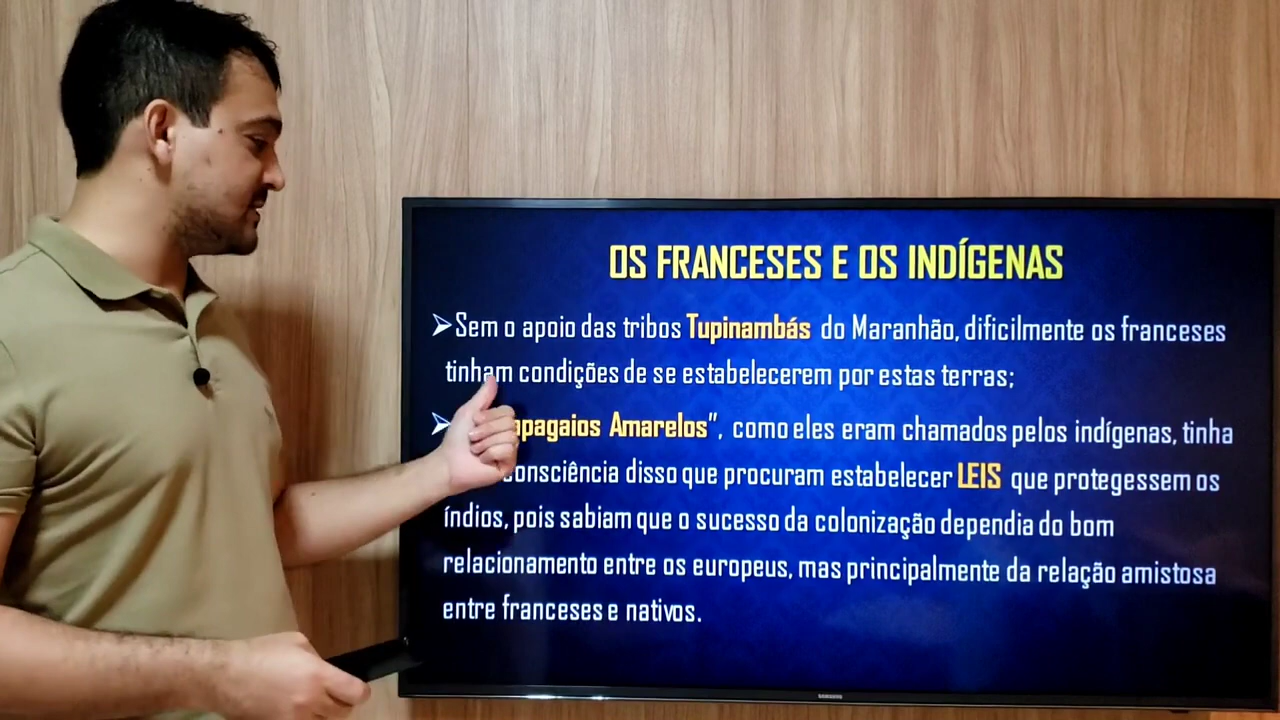 OS FRANCESES E OS INDÍGENAS
➢Sem o apoio das tribos Tupinambás do Maranhão, dificilmente os franceses
tinham condições de se estabelecerem por estas terras;
➢ pagaios Amarelos”, como eles eram chamados pelos indígenas, tinha
consciência disso que procuram estabelecer LEIS que protegessem os
índios, pois sabiam que o sucesso da colonização dependia do bom
relacionamento entre os europeus, mas principalmente da relação amistosa
entre franceses e nativos.
SAMSUNG